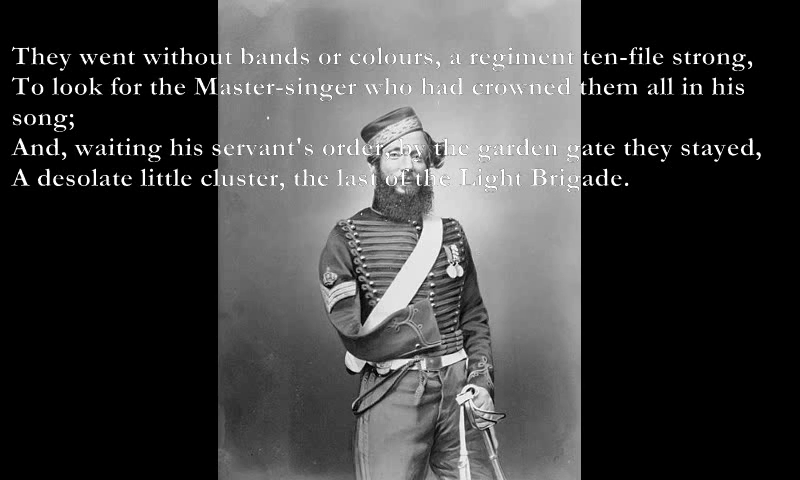 They went without bands or colours, a regiment ten-file strong,
To look for the Master-singer who had crowned them all in his
song;
And, waiting his servant's order, by the garden gate they stayed,
A desolate little cluster, the last of the Light Brigade.